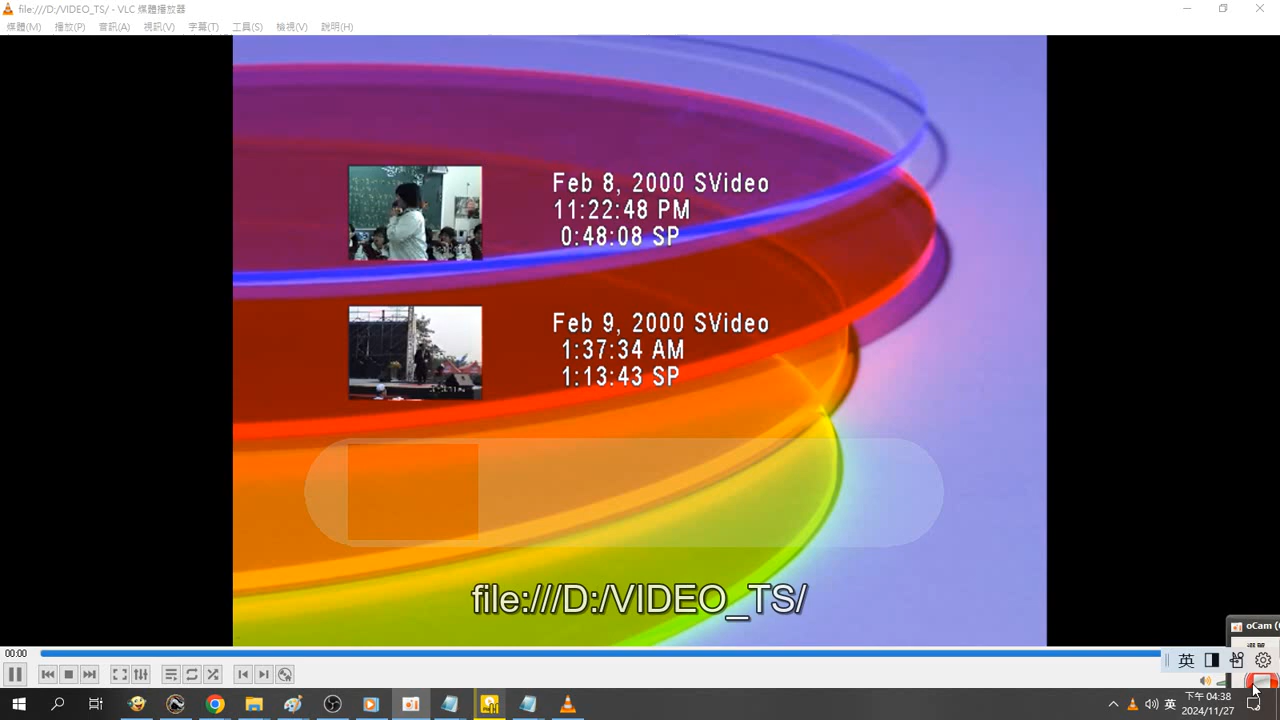 file:///D:/VIDEO_TS/ - VLC 媒體播放器
媒體(M) 播放(P) 音訊(A) 視訊(V) 字幕(T) 工具(S) 檢視(V) 說明(H)
Feb 8, 2000 SVideo
11:22:48 PM
0:48:08 SP
Feb 9, 2000 SVideo
1:37:34 AM
1:13:43 SP
file:///D:/VIDEO_TS/
oCam (
00:00
英
英
下午 04:38
2024/11/27